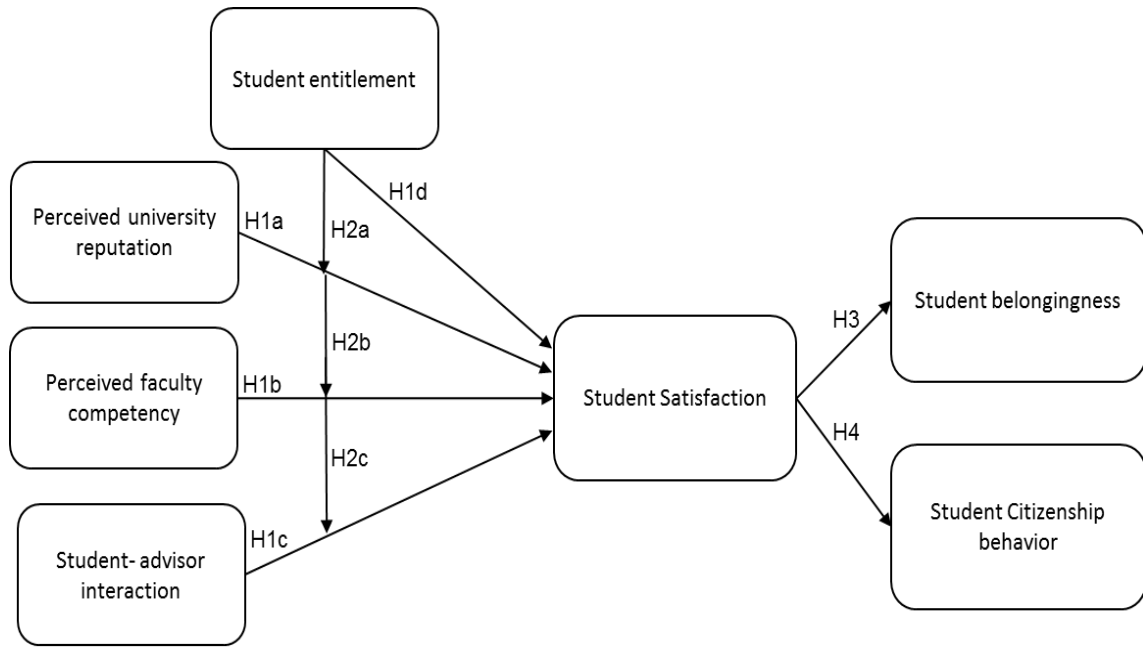 Student entitlement
H1d
Perceived university
reputation
H1a
H2a
Student belongingness
H3
H2b
Perceived faculty
competency
H1b
Student Satisfaction
H4
H2c
Student Citizenship
behavior
Student- advisor
interaction
H1c